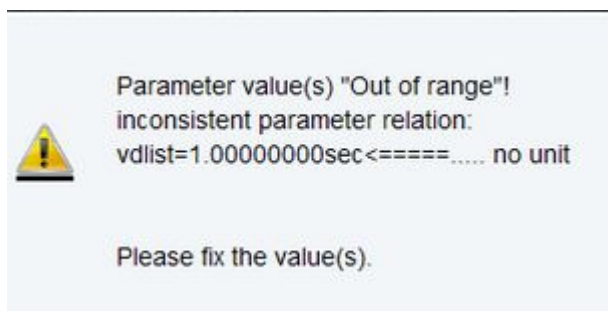 Parameter value(s) "Out of range"!
inconsistent parameter relation:
vdlist=1.00000000sec<=====..... no unit
Please fix the value(s).